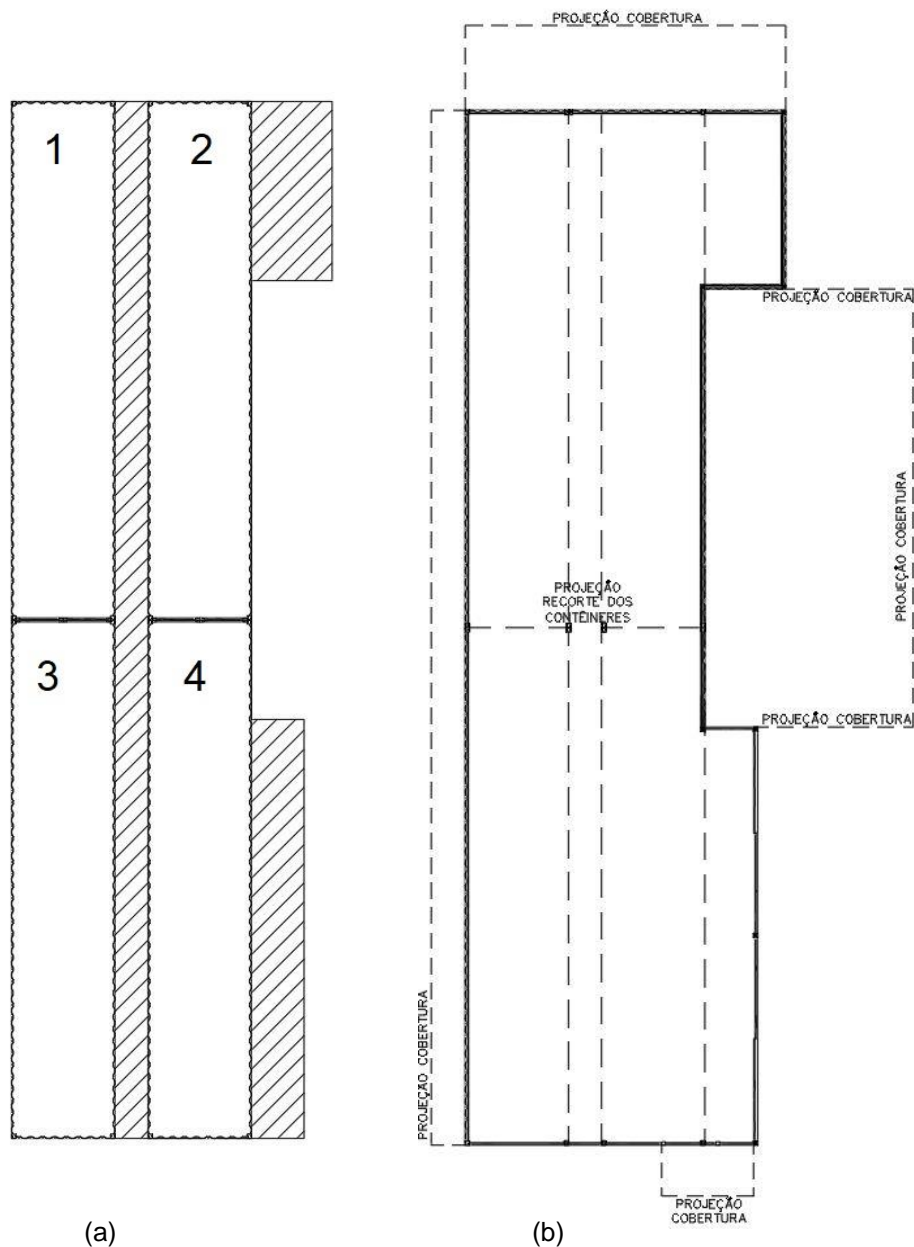 PROJEÇÃO COBERTURA
1
2
3
4
PROJEÇÃO COBERTURA
PROJEÇÃO COBERTURA
PROJEÇÃO
RECORTE DOS
CONTÊINERES
PROJEÇÃO COBERTURA
PROJEÇÃO COBERTURA
PROJEÇÃO
COBERTURA
(a)
(b)